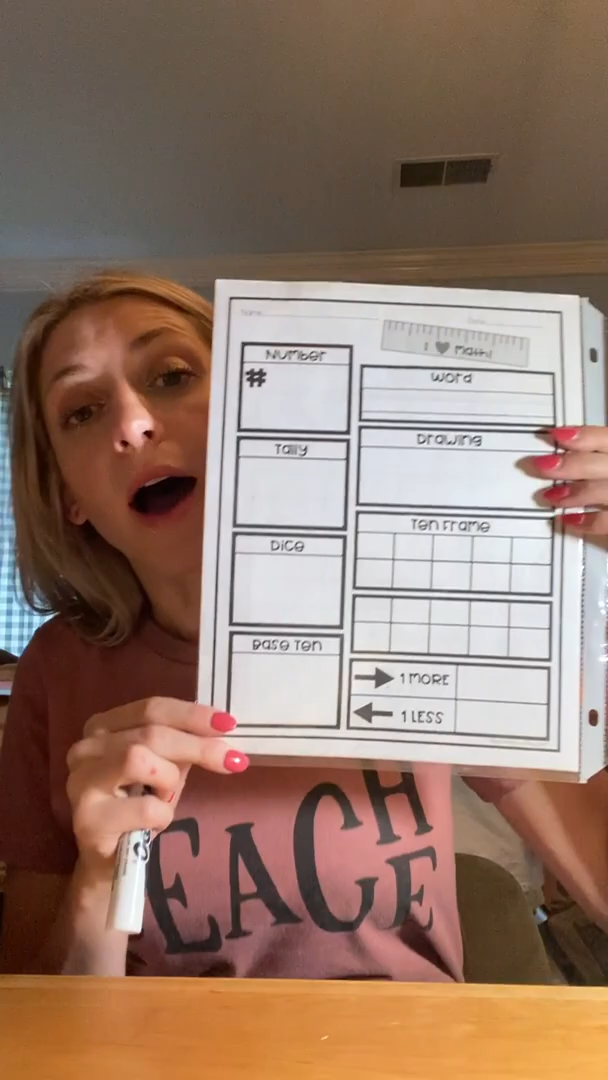 Name
Date
I ♥ Math!
Number
#
Word
Tally
Drawing
Dice
Ten Frame
Base Ten
→ 1 MORE
← 1 LESS
EACH